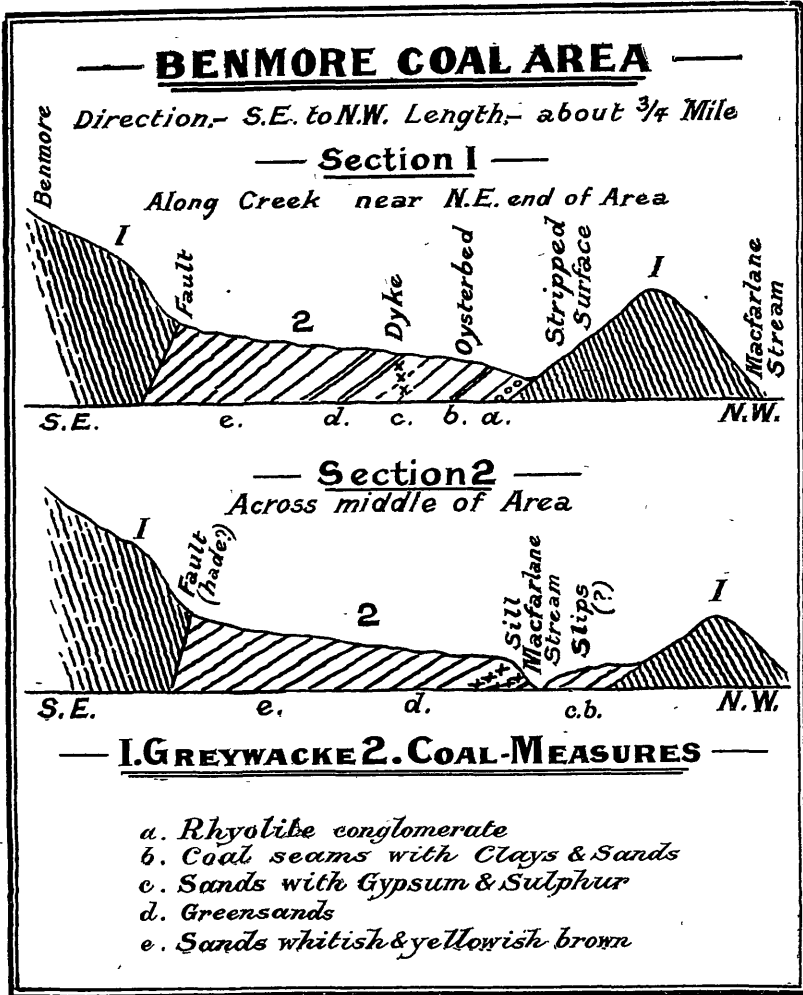 BENMORE COAL AREA
Direction,- S.E. to N.W. Length,- about 3/4 Mile
Section I
Along Creek near N.E. end of Area
Benmore
I
Fault
2
Dyke
Oysterbed
Stripped
Surface
I
Macfarlane
Stream
S.E. e. d. c. b. a. N.W.
Section 2
Across middle of Area
I
Fault
(hade?)
2
Sill
Macfarlane
Stream
Slips
(?)
I
S.E. e. d. c.b. N.W.
I. GREYWACKE 2. COAL-MEASURES
a. Rhyolite conglomerate
b. Coal seams with Clays & Sands
c. Sands with Gypsum & Sulphur
d. Greensands
e. Sands whitish & yellowish brown